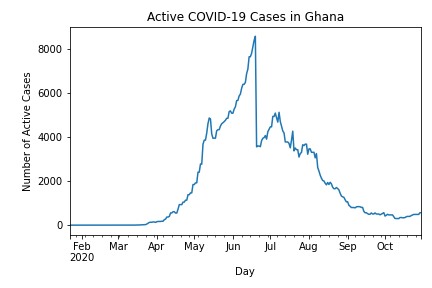 Active COVID-19 Cases in Ghana
Number of Active Cases
8000
6000
4000
2000
0
Feb Mar Apr May Jun Jul Aug Sep Oct
2020
Day